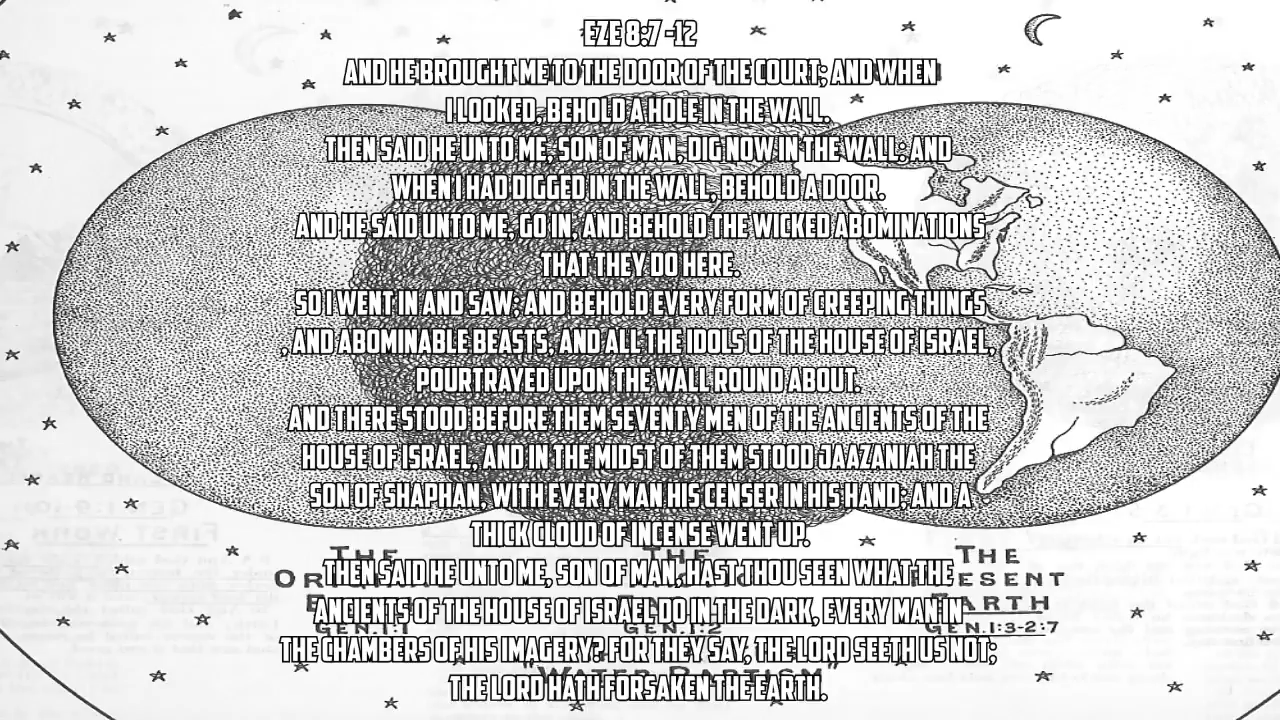 EZE 8:7 -12
AND HE BROUGHT ME TO THE DOOR OF THE COURT; AND WHEN
I LOOKED, BEHOLD A HOLE IN THE WALL.
THEN SAID HE UNTO ME, SON OF MAN, DIG NOW IN THE WALL: AND
WHEN I HAD DIGGED IN THE WALL, BEHOLD A DOOR.
AND HE SAID UNTO ME, GO IN, AND BEHOLD THE WICKED ABOMINATIONS
THAT THEY DO HERE.
SO I WENT IN AND SAW; AND BEHOLD EVERY FORM OF CREEPING THINGS
, AND ABOMINABLE BEASTS, AND ALL THE IDOLS OF THE HOUSE OF ISRAEL,
POURTRAYED UPON THE WALL ROUND ABOUT.
AND THERE STOOD BEFORE THEM SEVENTY MEN OF THE ANCIENTS OF THE
HOUSE OF ISRAEL, AND IN THE MIDST OF THEM STOOD JAAZANIAH THE
SON OF SHAPHAN, WITH EVERY MAN HIS CENSER IN HIS HAND; AND A
THICK CLOUD OF INCENSE WENT UP.
THEN SAID HE UNTO ME, SON OF MAN, HAST THOU SEEN WHAT THE
ANCIENTS OF THE HOUSE OF ISRAEL DO IN THE DARK, EVERY MAN IN
THE CHAMBERS OF HIS IMAGERY? FOR THEY SAY, THE LORD SEETH US NOT;
THE LORD HATH FORSAKEN THE EARTH.
THE THE THE
PRESENT
EARTH
GEN.1:1 GEN.1:2 GEN.1:3-2:7
"WATER BAPTISM"